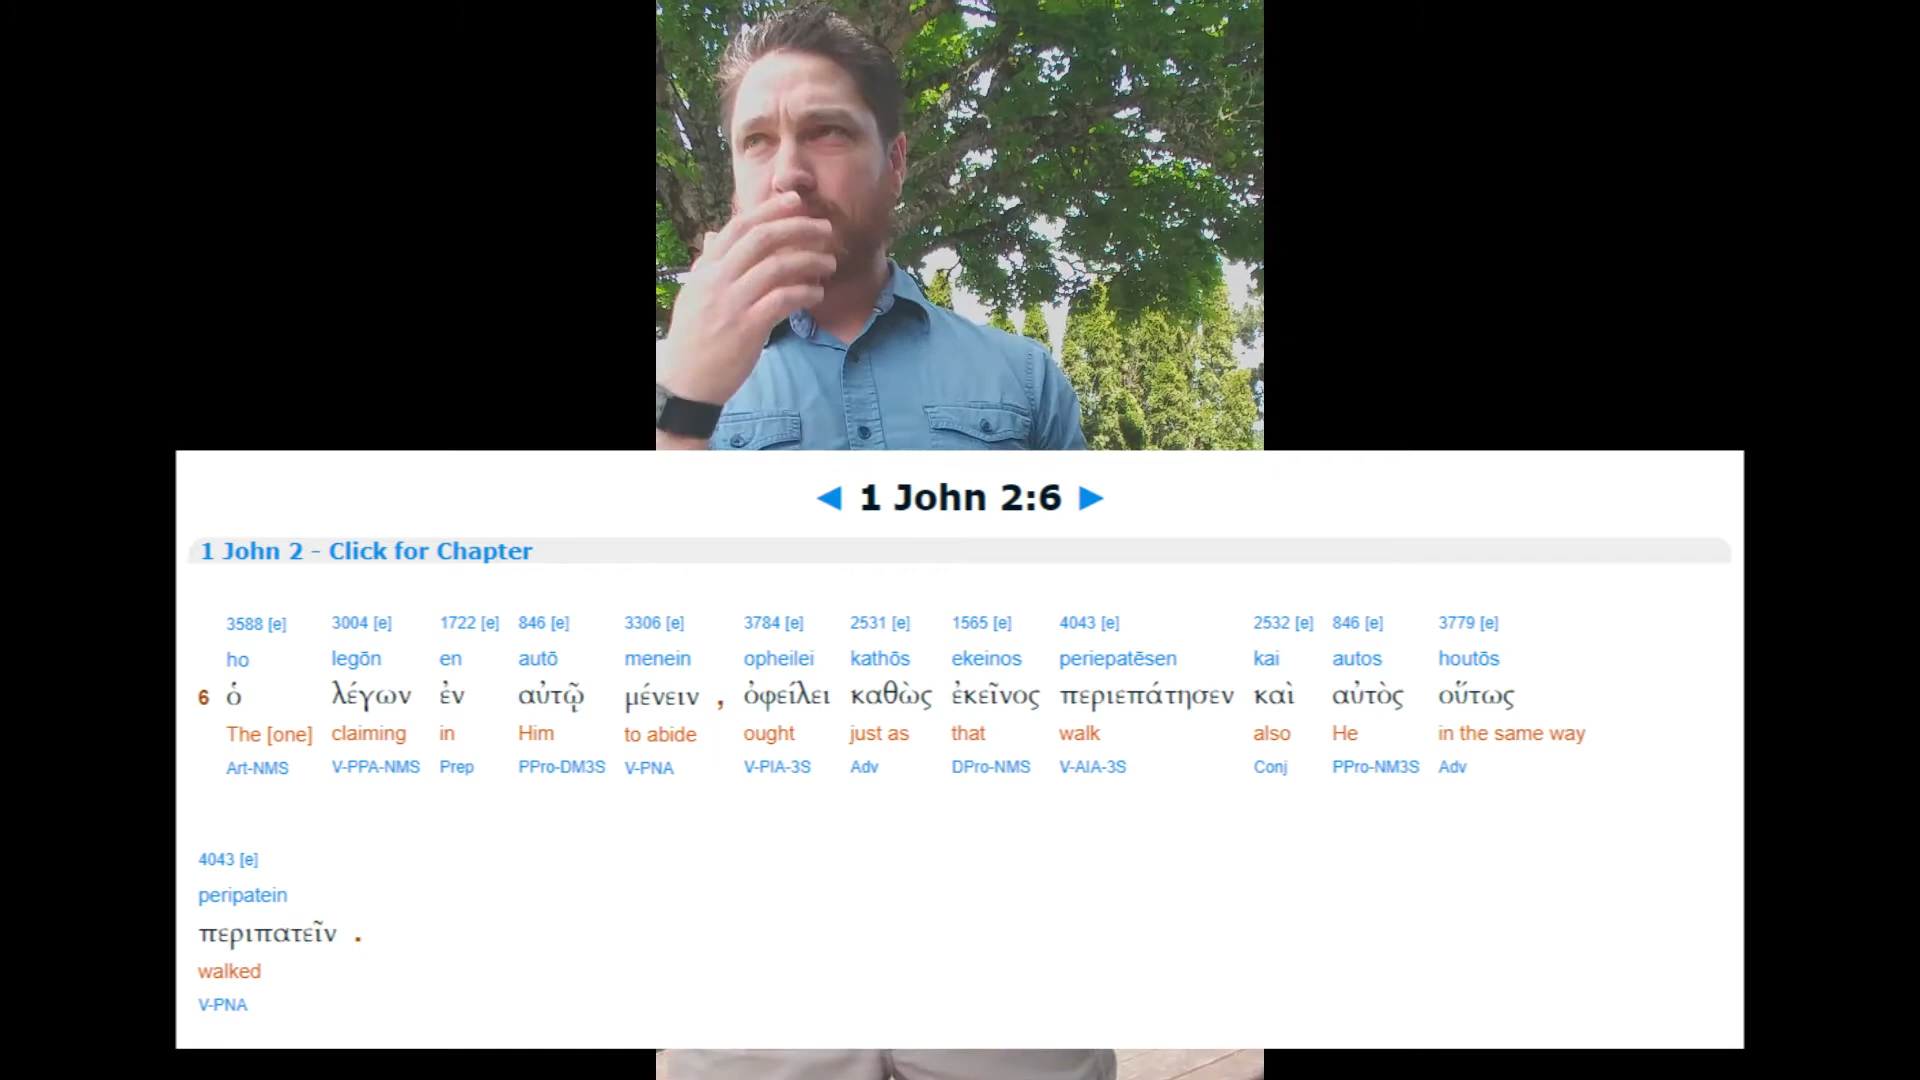 ◄ 1 John 2:6 ►
1 John 2 - Click for Chapter
3588 [e] 3004 [e] 1722 [e] 846 [e] 3306 [e] 3784 [e] 2531 [e] 1565 [e] 4043 [e] 2532 [e] 846 [e] 3779 [e]
ho legōn en autō menein opheilei kathōs ekeinos periepatēsen kai autos houtōs
6 ὁ λέγων ἐν αὐτῷ μένειν , ὀφείλει καθὼς ἐκεῖνος περιεπάτησεν καὶ αὐτὸς οὕτως
The [one] claiming in Him to abide ought just as that walk also He in the same way
Art-NMS V-PPA-NMS Prep PPro-DM3S V-PNA V-PIA-3S Adv DPro-NMS V-AIA-3S Conj PPro-NM3S Adv
4043 [e]
peripatein
περιπατεῖν .
walked
V-PNA